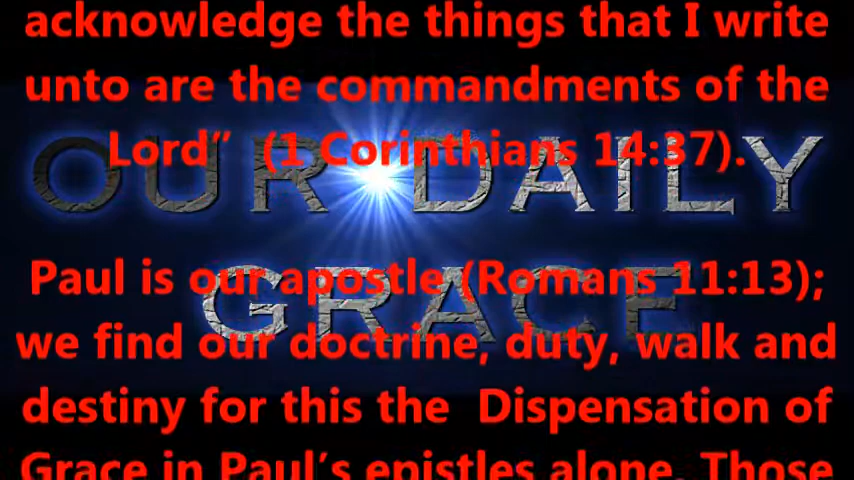 acknowledge the things that I write
unto are the commandments of the
Lord” (1 Corinthians 14:37).
OUR DAILY
GRACE
Paul is our apostle (Romans 11:13);
we find our doctrine, duty, walk and
destiny for this the Dispensation of
Grace in Paul’s epistles alone. Those